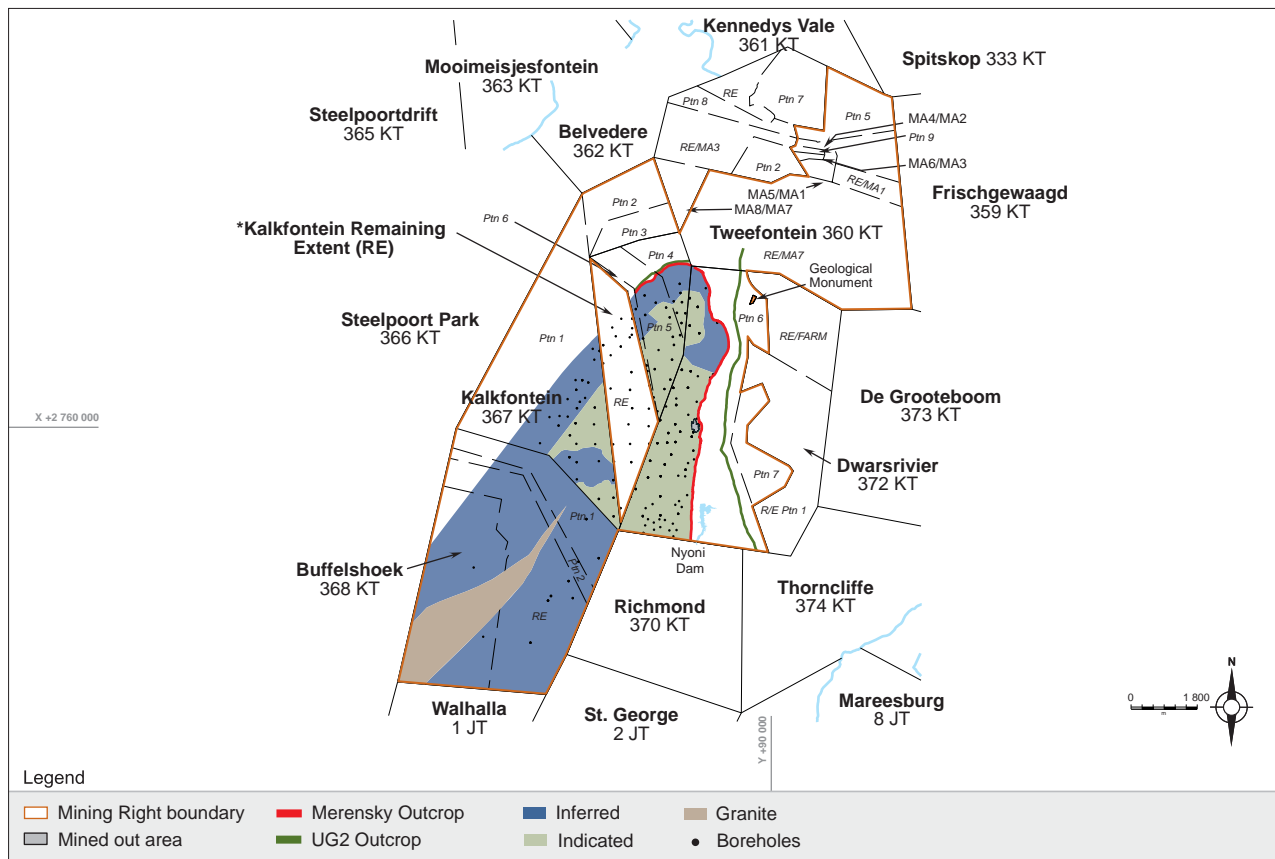 Kennedys Vale
361 KT
Spitskop 333 KT
Mooimeisjesfontein
363 KT
RE
Ptn 7
Ptn 8
Ptn 5
Steelpoortdrift
365 KT
MA4/MA2
Ptn 9
Belvedere
362 KT
RE/MA3
Ptn 2
MA6/MA3
RE/MA1
MA5/MA1
MA8/MA7
Frischgewaagd
359 KT
Ptn 2
Ptn 6
*Kalkfontein Remaining
Extent (RE)
Ptn 3
Tweefontein 360 KT
Ptn 4
RE/MA7
Geological
Monument
Steelpoort Park
366 KT
Ptn 1
Ptn 5
Ptn 6
RE/FARM
Kalkfontein
367 KT
RE
De Grooteboom
373 KT
X +2 760 000
Dwarsrivier
372 KT
Ptn 7
R/E Ptn 1
Ptn 1
Nyoni
Dam
Buffelshoek
368 KT
Ptn 2
RE
Richmond
370 KT
Thorncliffe
374 KT
Walhalla
1 JT
St. George
2 JT
Y +90 000
Mareesburg
8 JT
N
0 1 800
m
Legend
Mining Right boundary Merensky Outcrop Inferred Granite
Mined out area UG2 Outcrop Indicated Boreholes